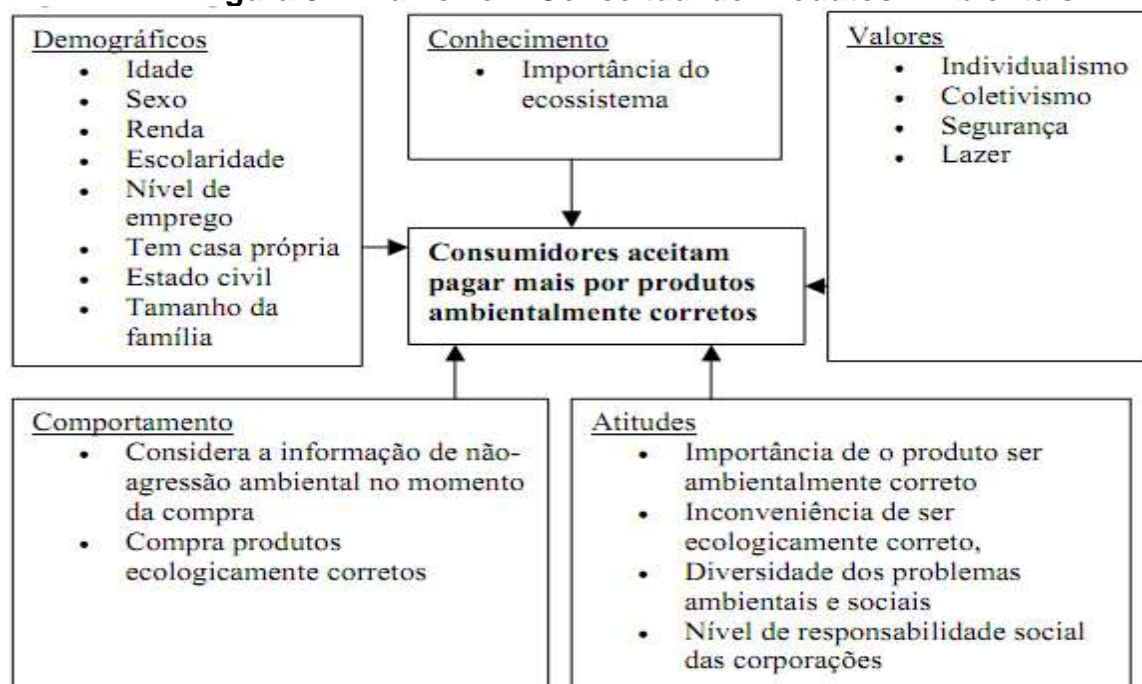 Demográficos
• Idade
• Sexo
• Renda
• Escolaridade
• Nível de
emprego
• Tem casa própria
• Estado civil
• Tamanho da
família
Conhecimento
• Importância do
ecossistema
Valores
• Individualismo
• Coletivismo
• Segurança
• Lazer
Consumidores aceitam
pagar mais por produtos
ambientalmente corretos
Comportamento
• Considera a informação de não-
agressão ambiental no momento
da compra
• Compra produtos
ecologicamente corretos
Atitudes
• Importância de o produto ser
ambientalmente correto
• Inconveniência de ser
ecologicamente correto,
• Diversidade dos problemas
ambientais e sociais
• Nível de responsabilidade social
das corporações